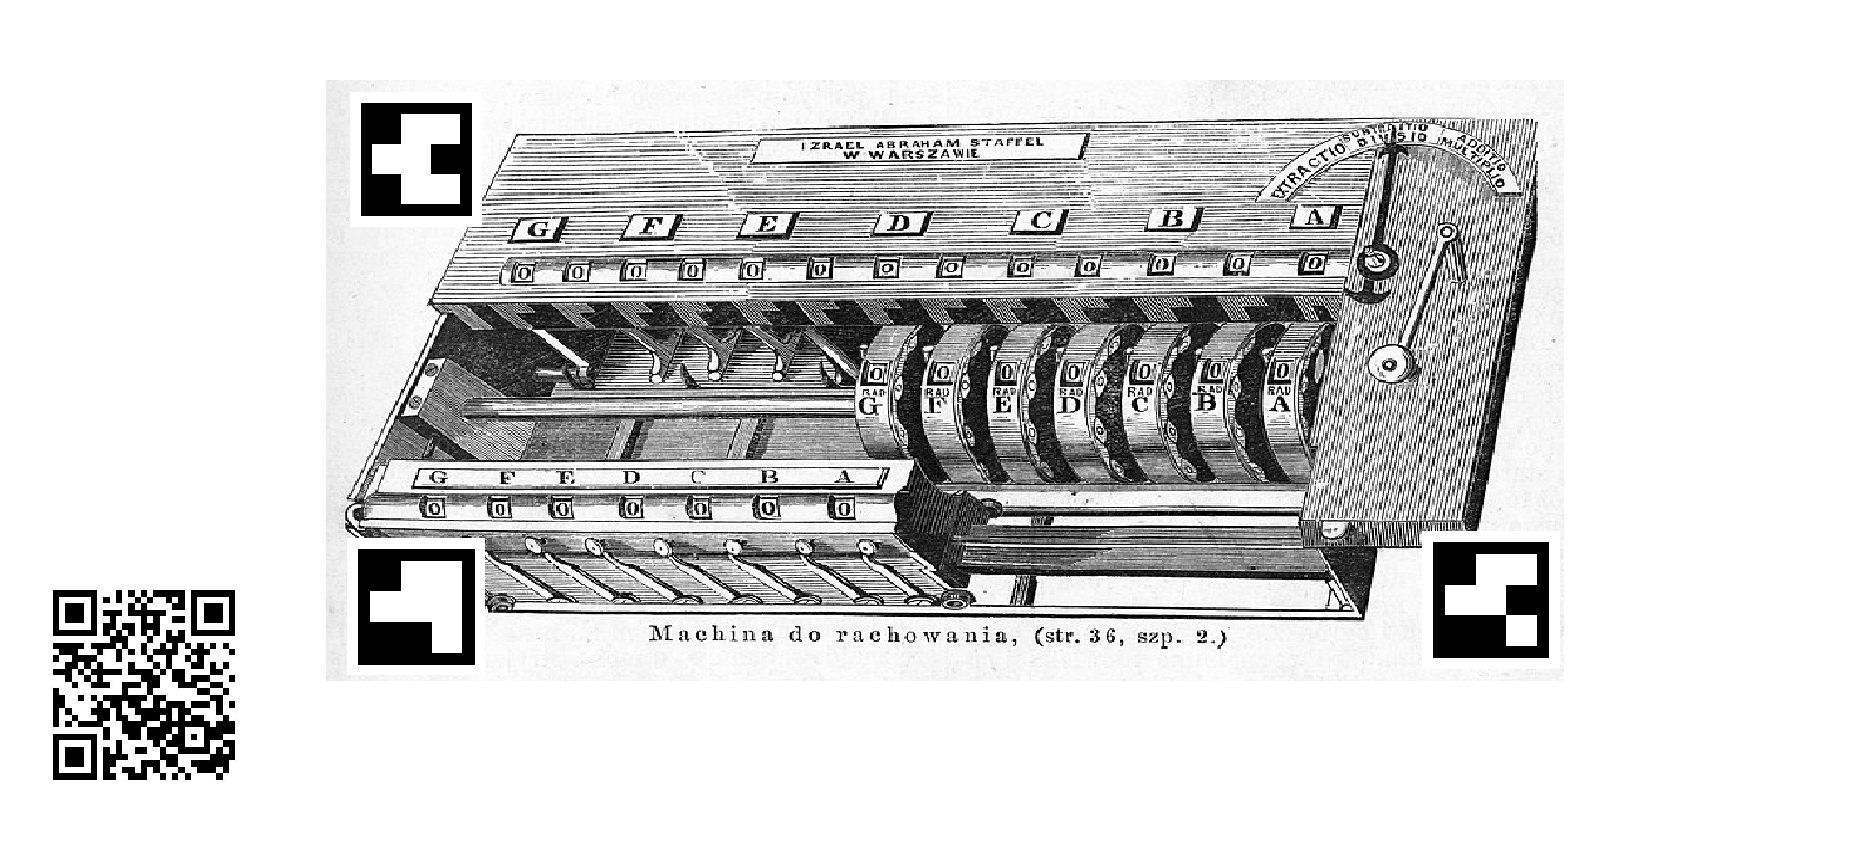 IZRAEL ABRAHAM STAFFEL
W WARSZAWIE
EXTRACTIO SUBTRACTIO DIVISIO ADDITIO MULTIPLIO
G F E D C B A
0 0 0 0 0 0 0 0 0 0 0 0 0
0 0 0 0 0 0 0
RAD RAD RAD RAD RAD RAD RAD
G F E D C B A
G F E D C B A
0 0 0 0 0 0 0
Machina do rachowania, (str. 36, szp. 2.)